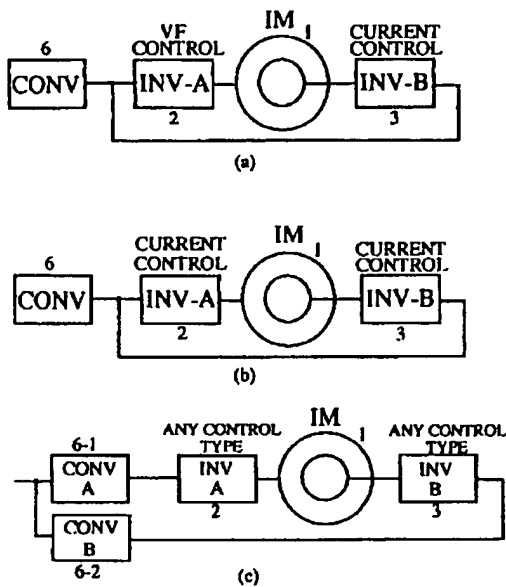 6
CONV
VF
CONTROL
INV-A
2
IM
1
CURRENT
CONTROL
INV-B
3
(a)
6
CONV
CURRENT
CONTROL
INV-A
2
IM
1
CURRENT
CONTROL
INV-B
3
(b)
6-1
CONV
A
CONV
B
6-2
ANY CONTROL
TYPE
INV
A
2
IM
1
ANY CONTROL
TYPE
INV
B
3
(c)